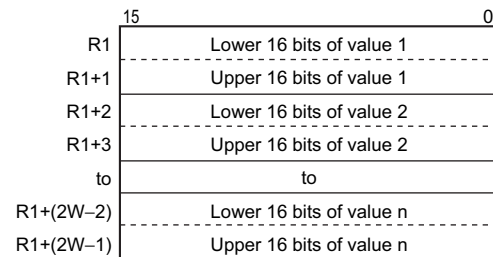 15 0
R1 Lower 16 bits of value 1
R1+1 Upper 16 bits of value 1
R1+2 Lower 16 bits of value 2
R1+3 Upper 16 bits of value 2
to to
R1+(2W−2) Lower 16 bits of value n
R1+(2W−1) Upper 16 bits of value n